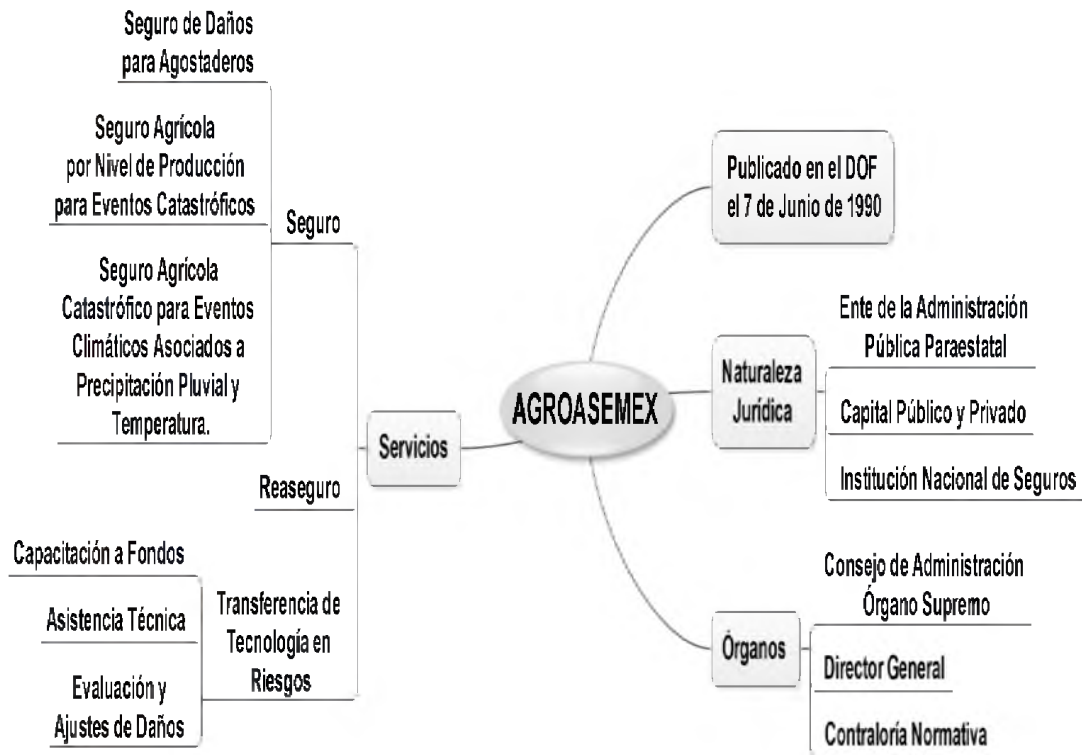 Seguro de Daños
para Agostaderos
Seguro Agrícola
por Nivel de Producción
para Eventos Catastróficos
Seguro
Seguro Agrícola
Catastrófico para Eventos
Climáticos Asociados a
Precipitación Pluvial y
Temperatura.
Servicios
Reaseguro
Capacitación a Fondos
Asistencia Técnica
Evaluación y
Ajustes de Daños
Transferencia de
Tecnología en
Riesgos
AGROASEMEX
Publicado en el DOF
el 7 de Junio de 1990
Naturaleza
Jurídica
Ente de la Administración
Pública Paraestatal
Capital Público y Privado
Institución Nacional de Seguros
Órganos
Consejo de Administración
Órgano Supremo
Director General
Contraloría Normativa